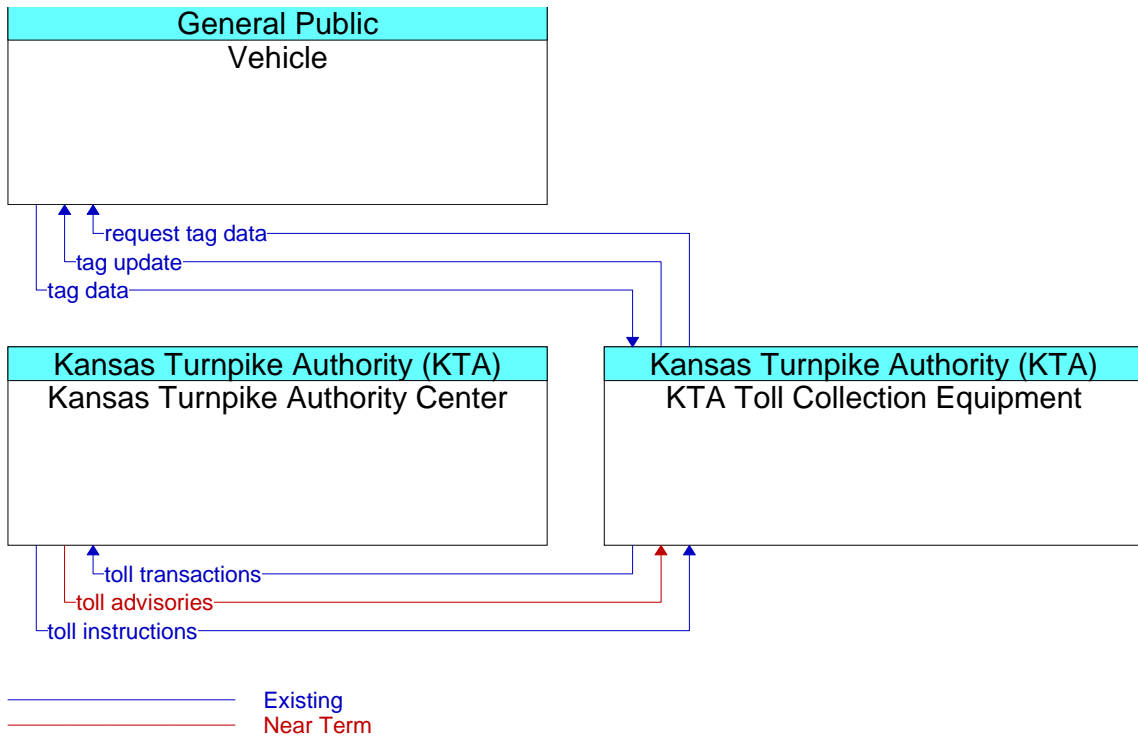 General Public
Vehicle
request tag data
tag update
tag data
Kansas Turnpike Authority (KTA)
Kansas Turnpike Authority Center
Kansas Turnpike Authority (KTA)
KTA Toll Collection Equipment
toll transactions
toll advisories
toll instructions
Existing
Near Term